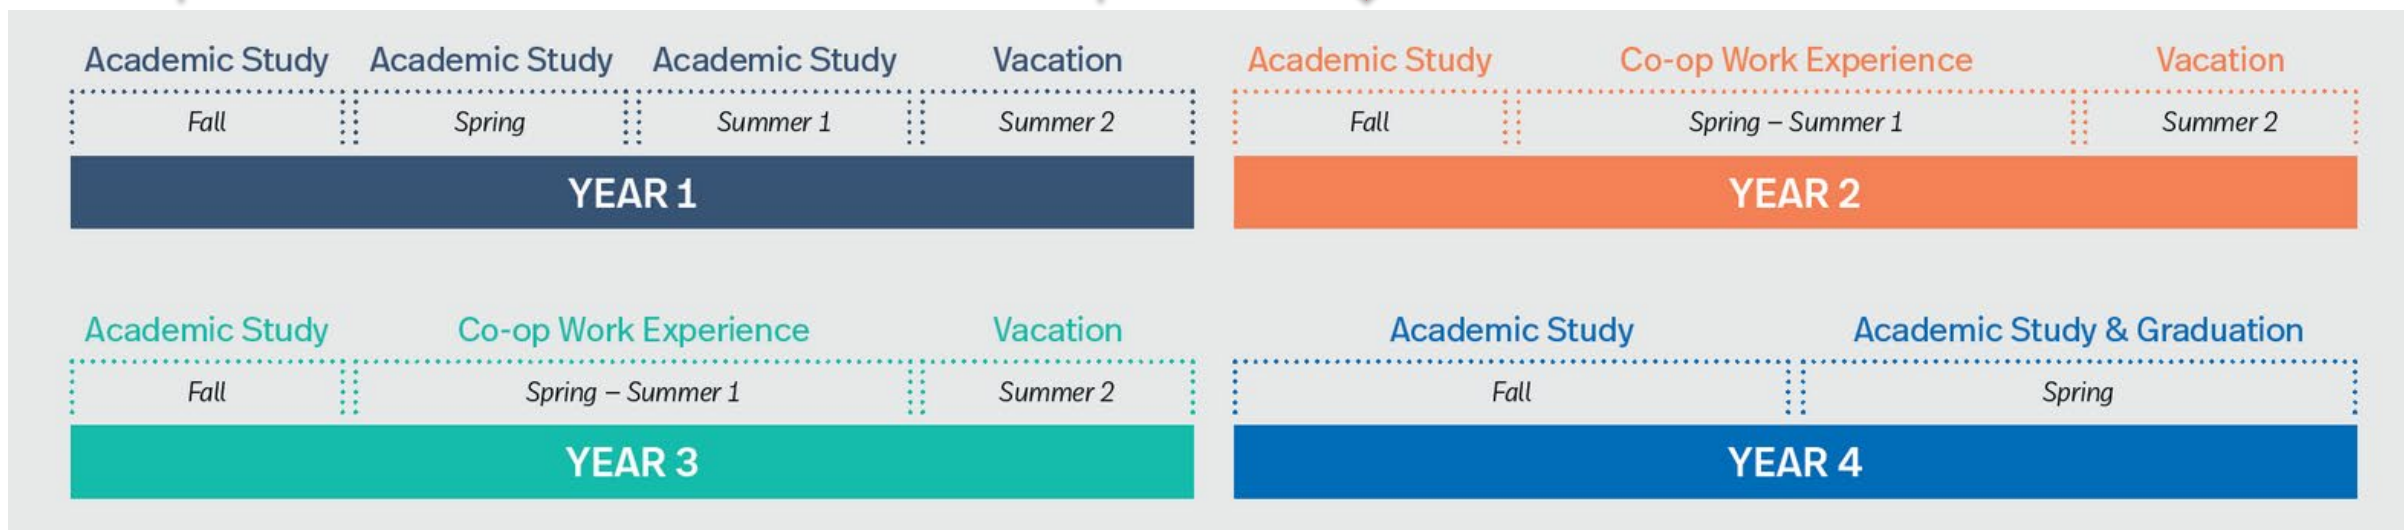 Academic Study Academic Study Academic Study Vacation
Fall Spring Summer 1 Summer 2
YEAR 1
Academic Study Co-op Work Experience Vacation
Fall Spring – Summer 1 Summer 2
YEAR 2
Academic Study Co-op Work Experience Vacation
Fall Spring – Summer 1 Summer 2
YEAR 3
Academic Study Academic Study & Graduation
Fall Spring
YEAR 4